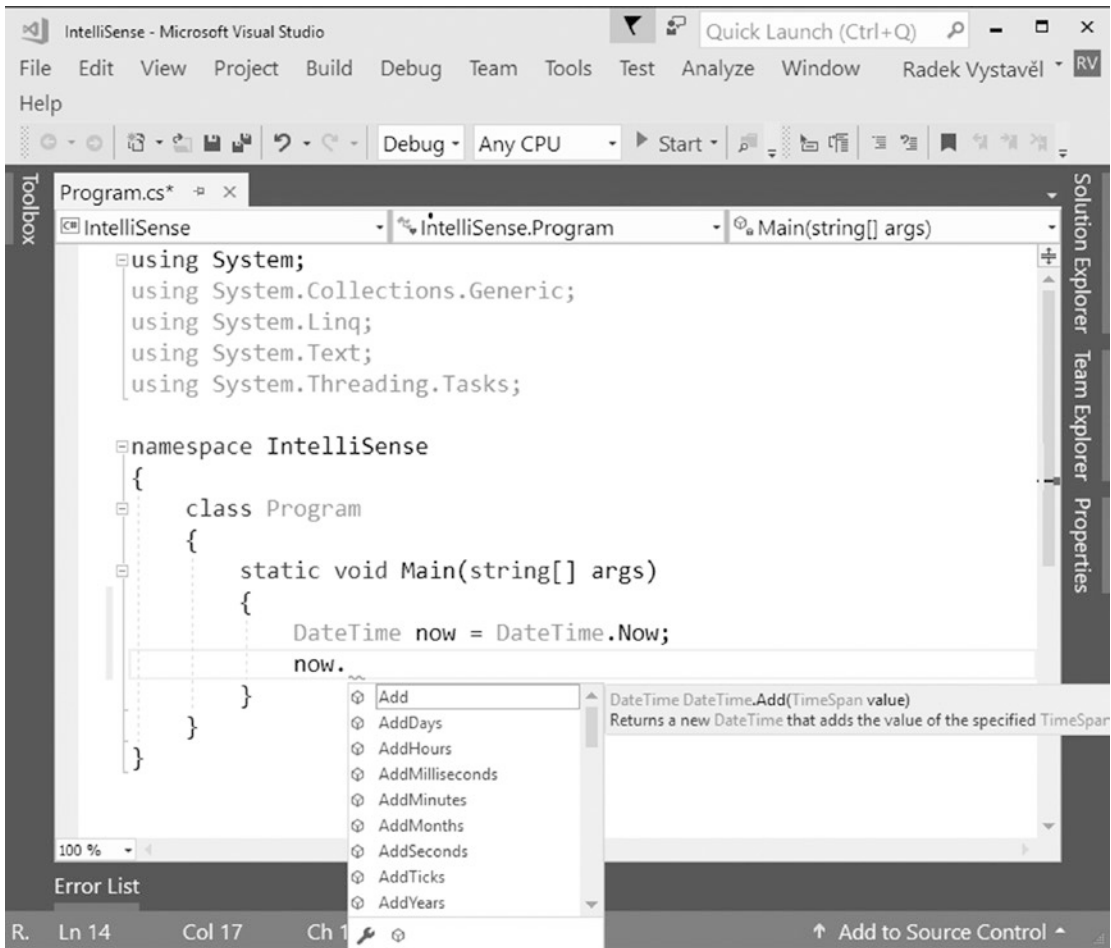 IntelliSense - Microsoft Visual Studio
Quick Launch (Ctrl+Q)
File Edit View Project Build Debug Team Tools Test Analyze Window Radek Vystavěl RV
Help
Debug Any CPU Start
Toolbox
Program.cs*
IntelliSense IntelliSense.Program Main(string[] args)
using System;
using System.Collections.Generic;
using System.Linq;
using System.Text;
using System.Threading.Tasks;
namespace IntelliSense
{
class Program
{
static void Main(string[] args)
{
DateTime now = DateTime.Now;
now.
}
}
}
Add
AddDays
AddHours
AddMilliseconds
AddMinutes
AddMonths
AddSeconds
AddTicks
AddYears
DateTime DateTime.Add(TimeSpan value)
Returns a new DateTime that adds the value of the specified TimeSpan
Solution Explorer
Team Explorer
Properties
100 %
Error List
R. Ln 14 Col 17 Ch 1 Add to Source Control